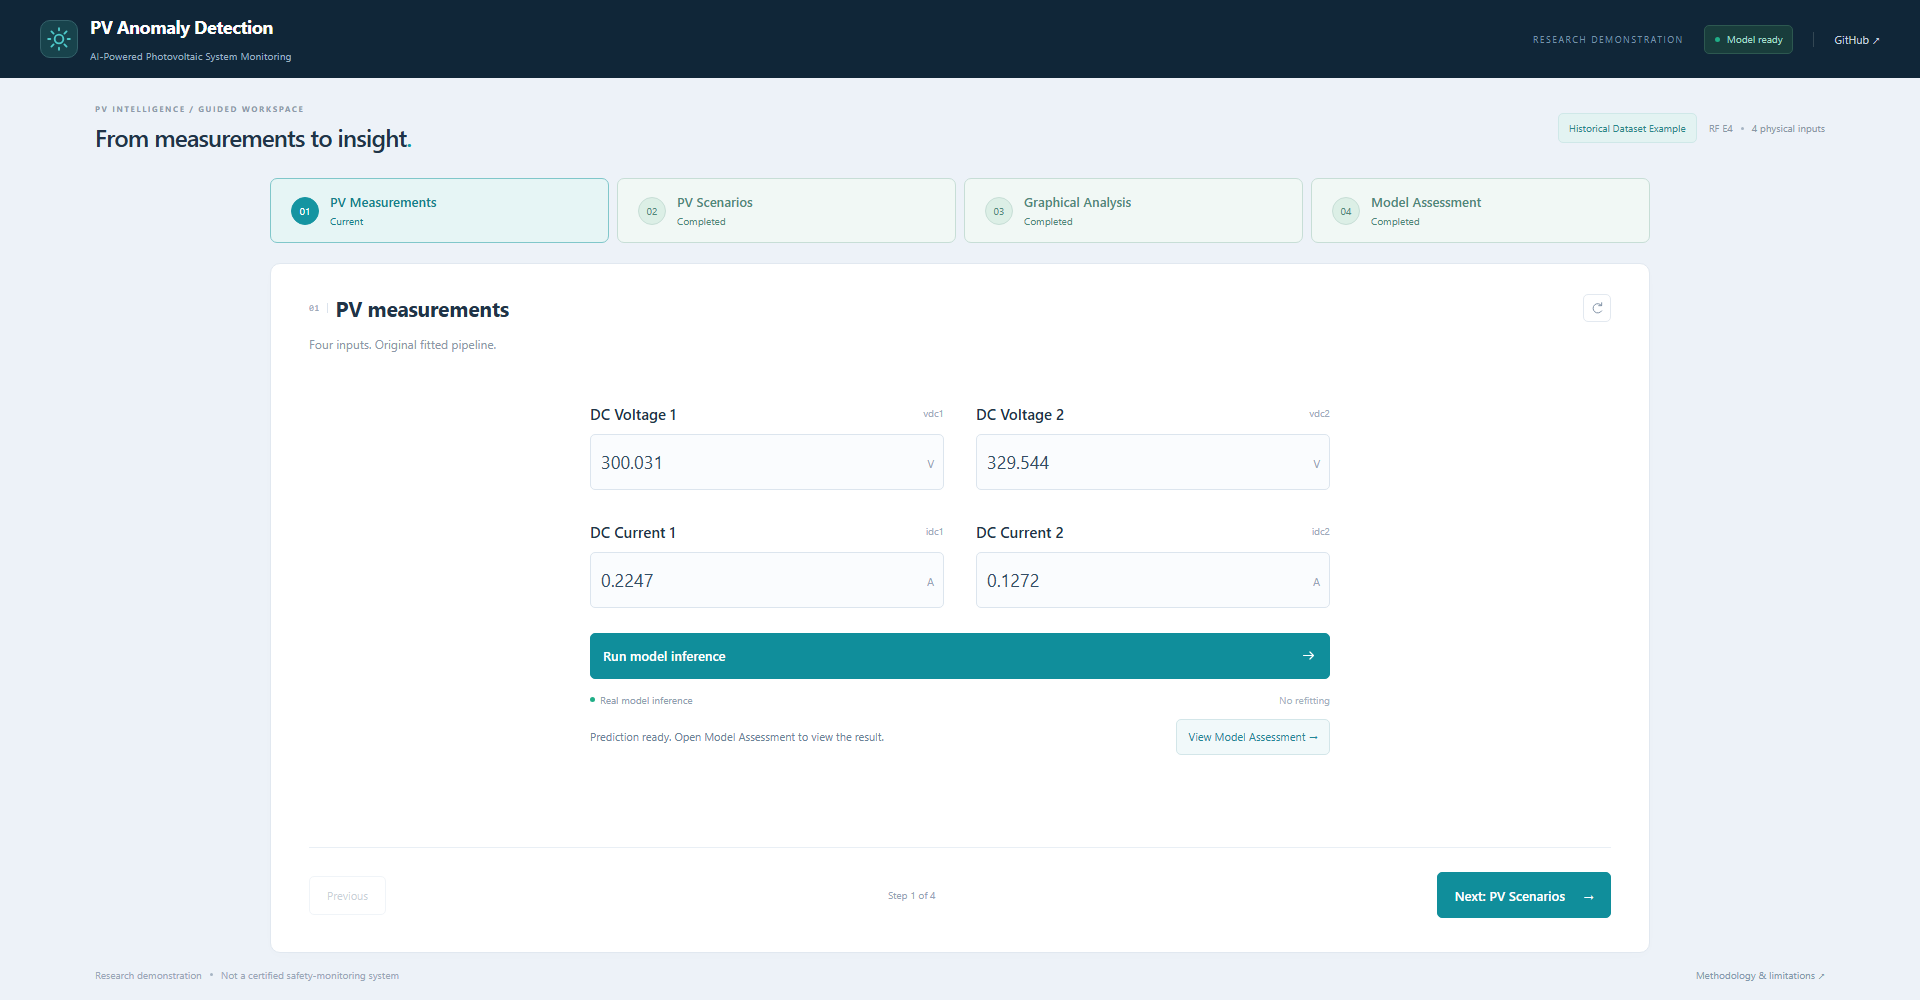 PV Anomaly Detection
AI-Powered Photovoltaic System Monitoring
RESEARCH DEMONSTRATION
Model ready
GitHub ↗
PV INTELLIGENCE / GUIDED WORKSPACE
From measurements to insight.
Historical Dataset Example
RF E4 • 4 physical inputs
01
PV Measurements
Current
02
PV Scenarios
Completed
03
Graphical Analysis
Completed
04
Model Assessment
Completed
01
PV measurements
Four inputs. Original fitted pipeline.
DC Voltage 1
vdc1
300.031
V
DC Voltage 2
vdc2
329.544
V
DC Current 1
idc1
0.2247
A
DC Current 2
idc2
0.1272
A
Run model inference →
Real model inference
No refitting
Prediction ready. Open Model Assessment to view the result.
View Model Assessment →
Previous
Step 1 of 4
Next: PV Scenarios →
Research demonstration • Not a certified safety-monitoring system
Methodology & limitations ↗